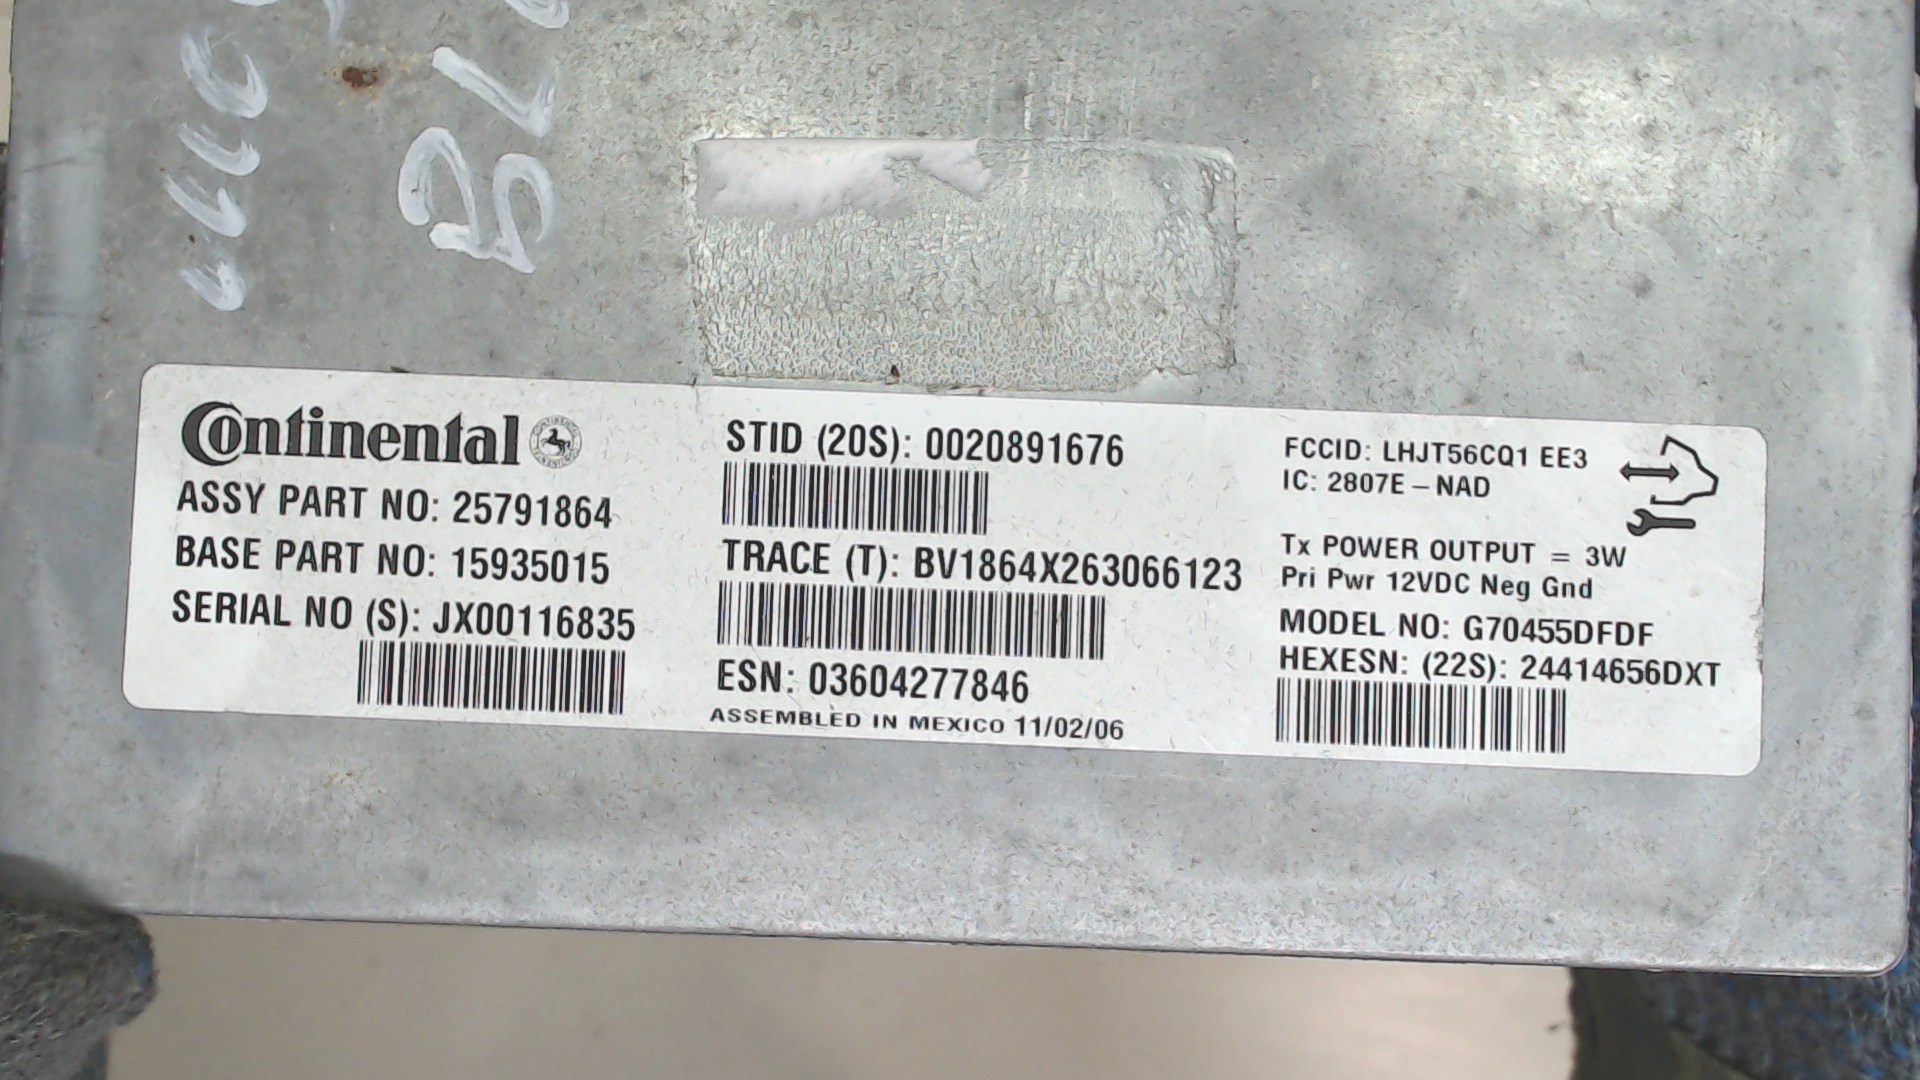 Continental
ASSY PART NO: 25791864
BASE PART NO: 15935015
SERIAL NO (S): JX00116835
STID (20S): 0020891676
TRACE (T): BV1864X263066123
ESN: 03604277846
ASSEMBLED IN MEXICO 11/02/06
FCCID: LHJT56CQ1 EE3
IC: 2807E – NAD
Tx POWER OUTPUT = 3W
Pri Pwr 12VDC Neg Gnd
MODEL NO: G70455DFDF
HEXESN: (22S): 24414656DXT